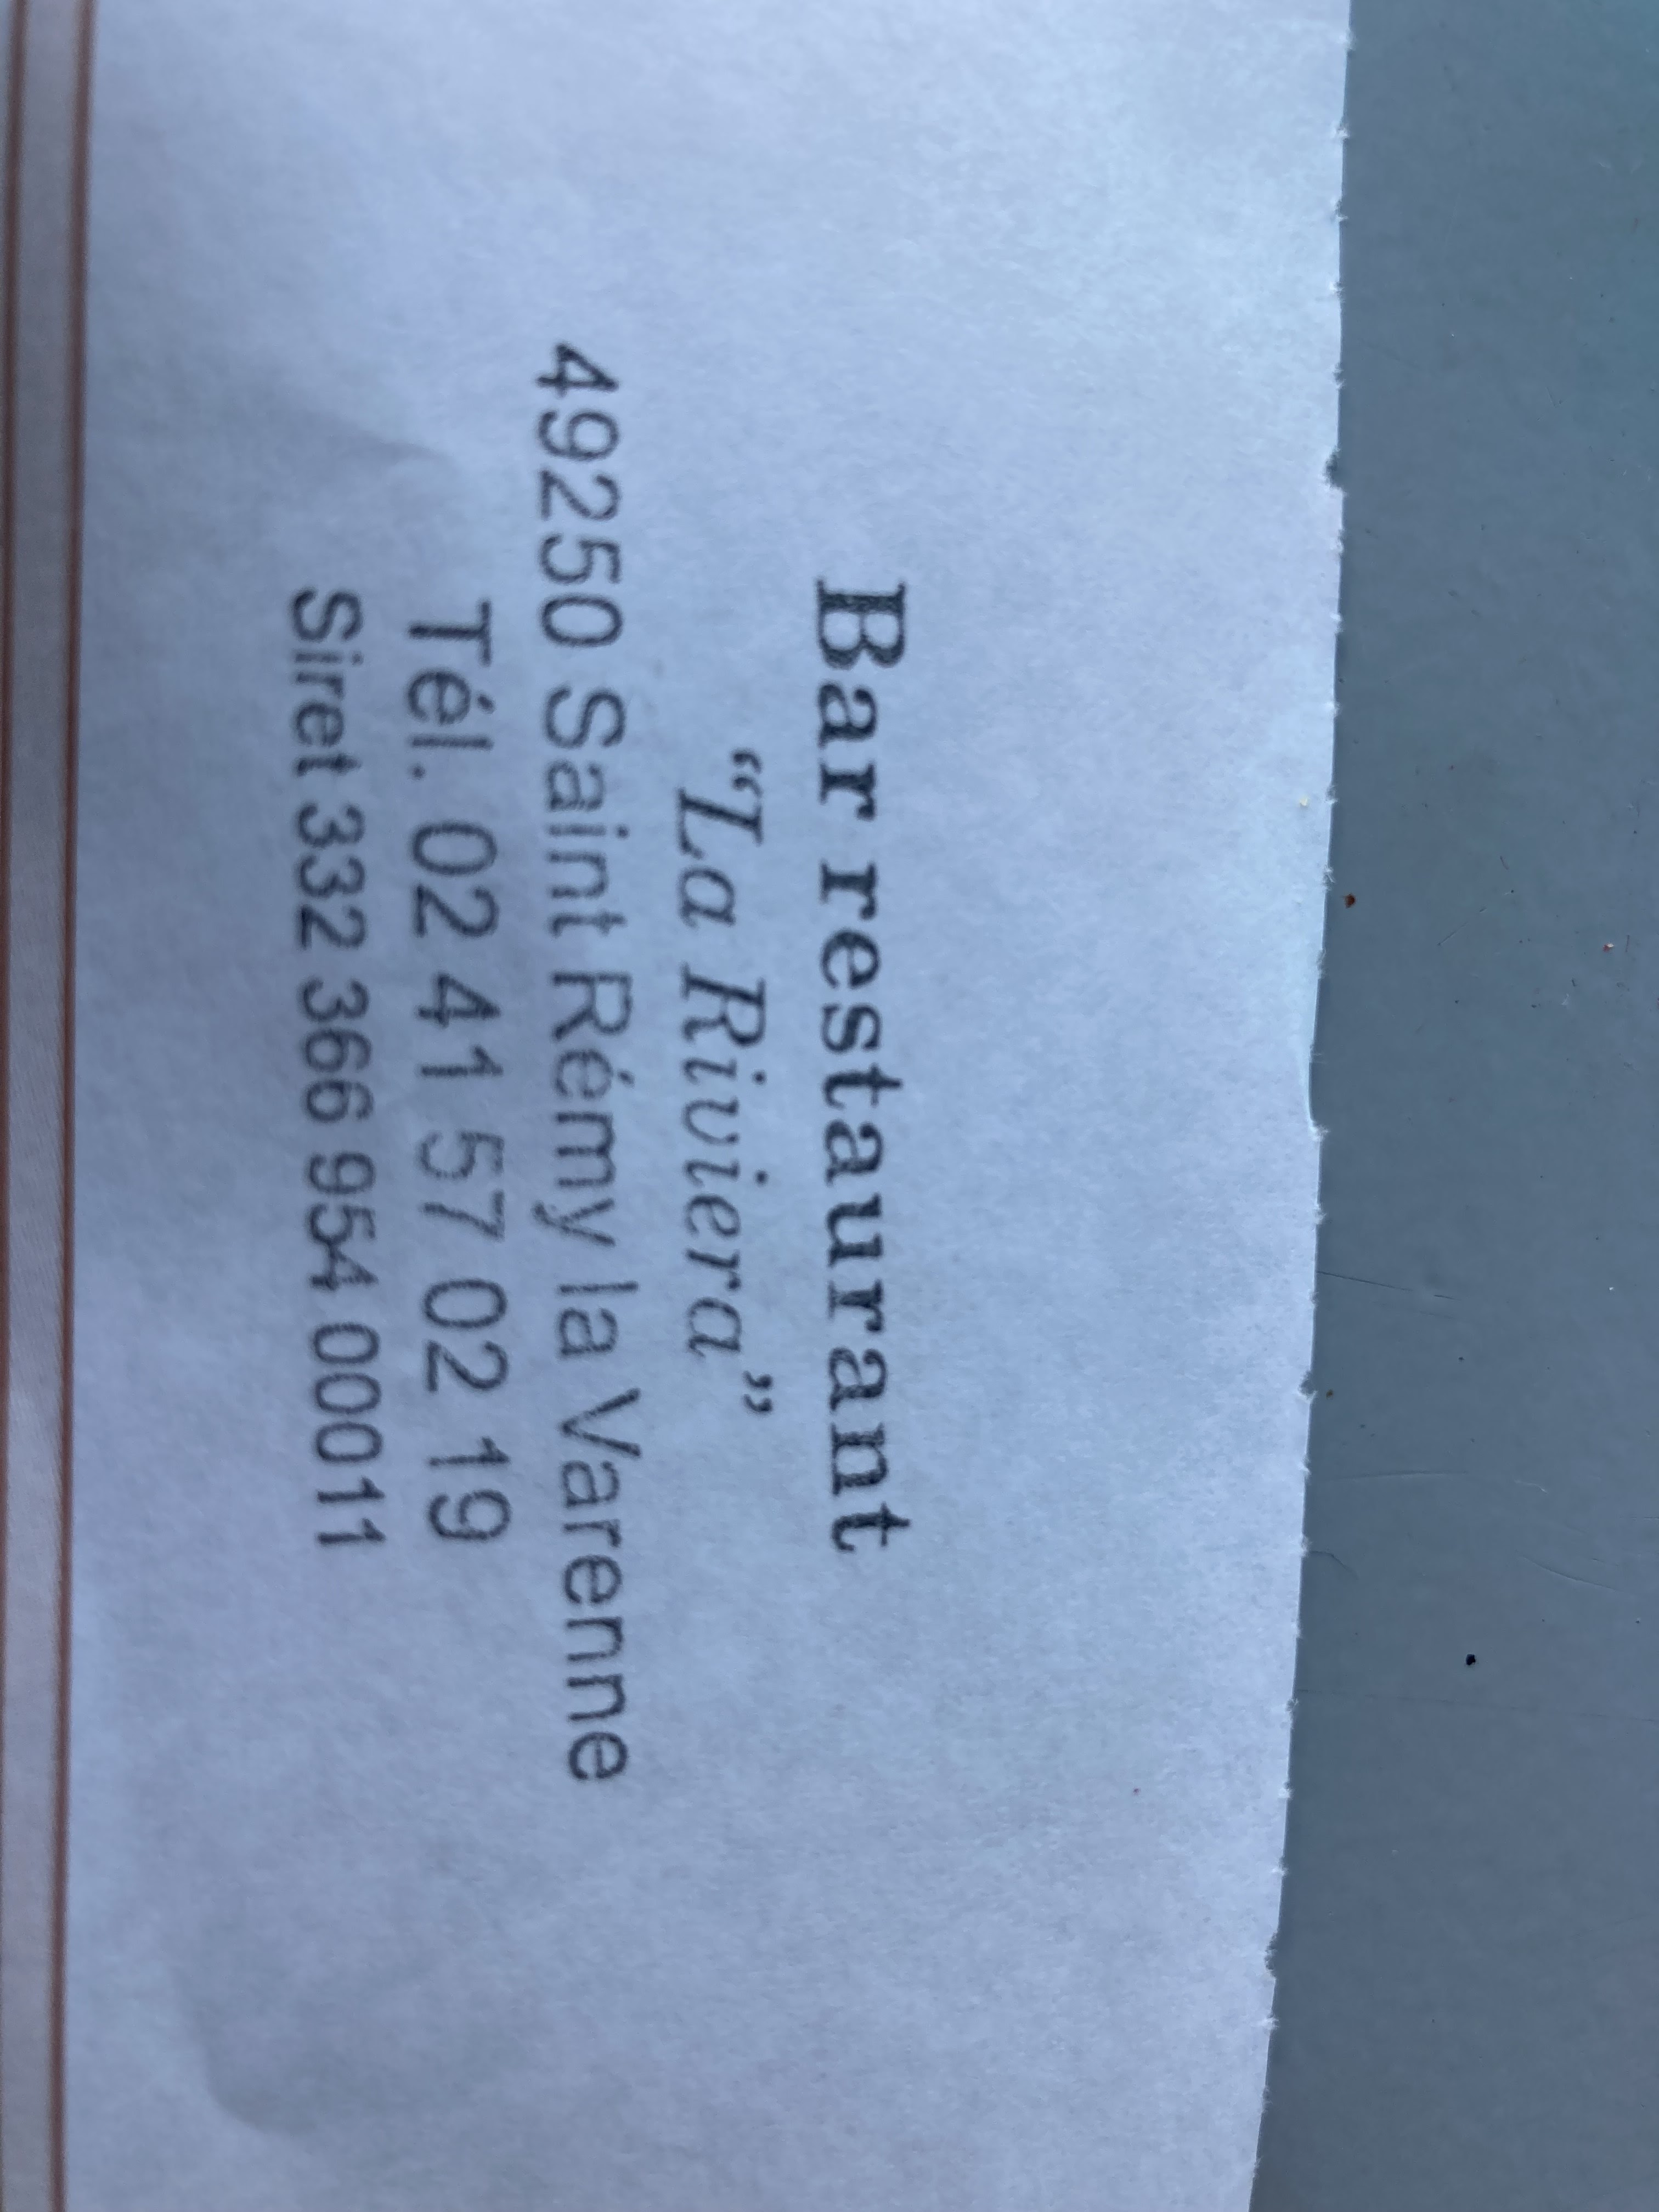 Bar restaurant
“La Riviera”
49250 Saint Rémy la Varenne
Tél. 02 41 57 02 19
Siret 332 366 954 00011